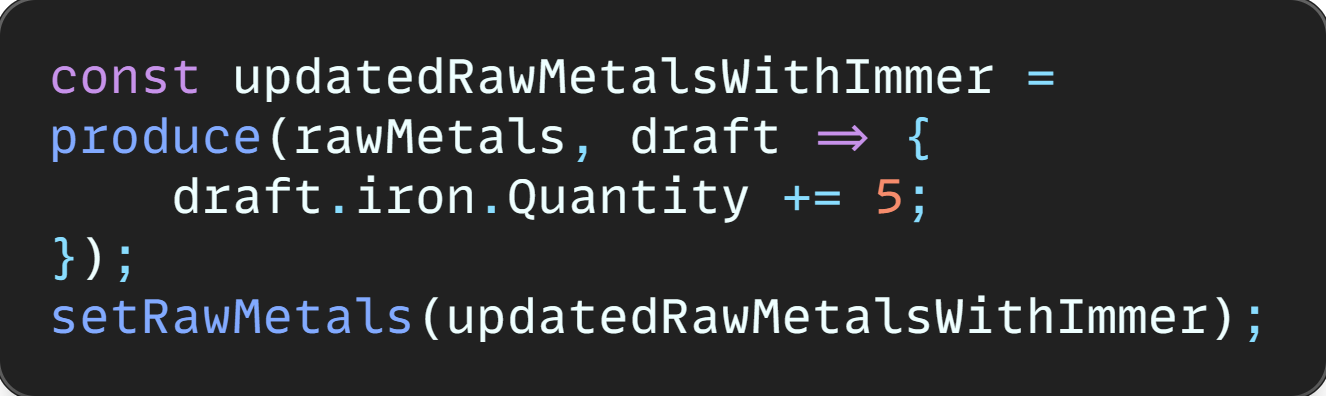 const updatedRawMetalsWithImmer =
produce(rawMetals, draft => {
    draft.iron.Quantity += 5;
});
setRawMetals(updatedRawMetalsWithImmer);